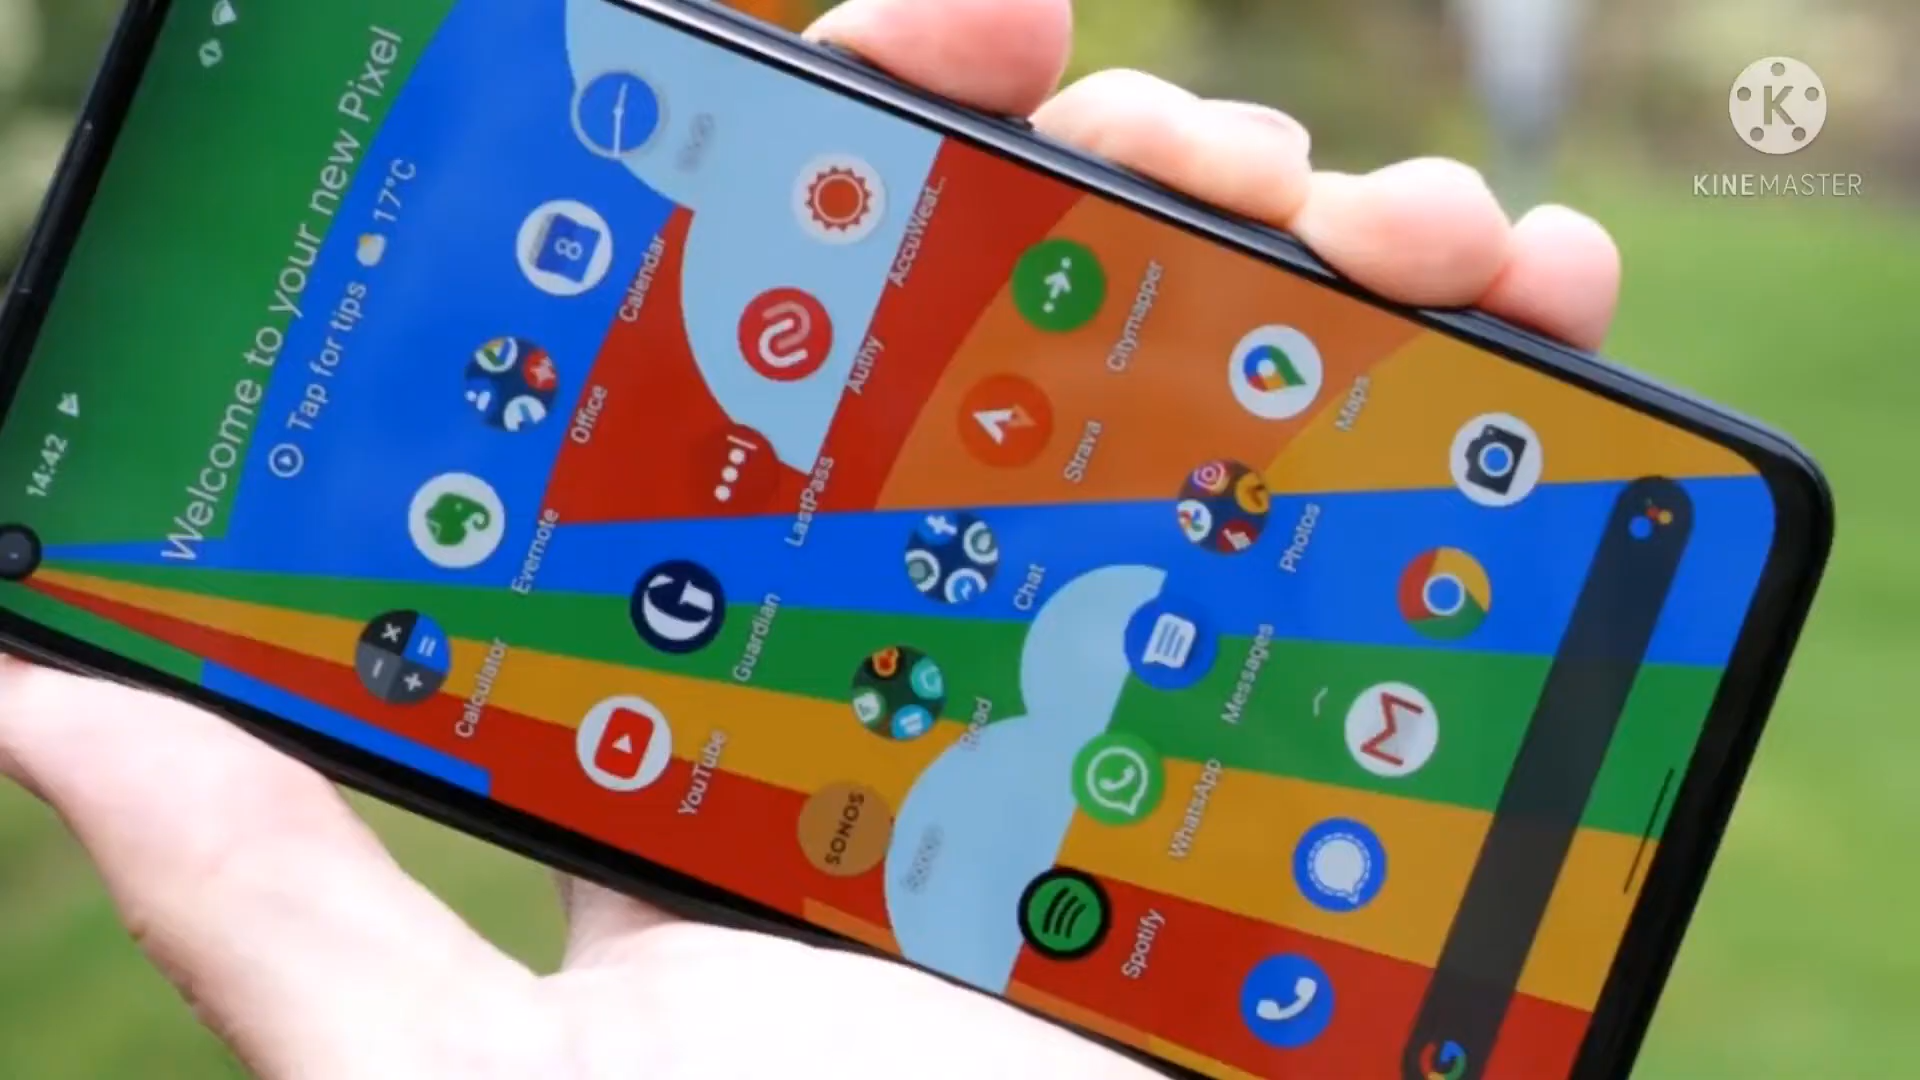 14:42
Welcome to your new Pixel
Tap for tips 17°C
8
Calculator
Evernote
Office
Calendar
YouTube
G
Guardian
LastPass
Authy
AccuWeat...
SONOS
Read
Chat
Strava
Citymapper
Spotify
WhatsApp
Messages
Photos
Maps
G
K
KINEMASTER